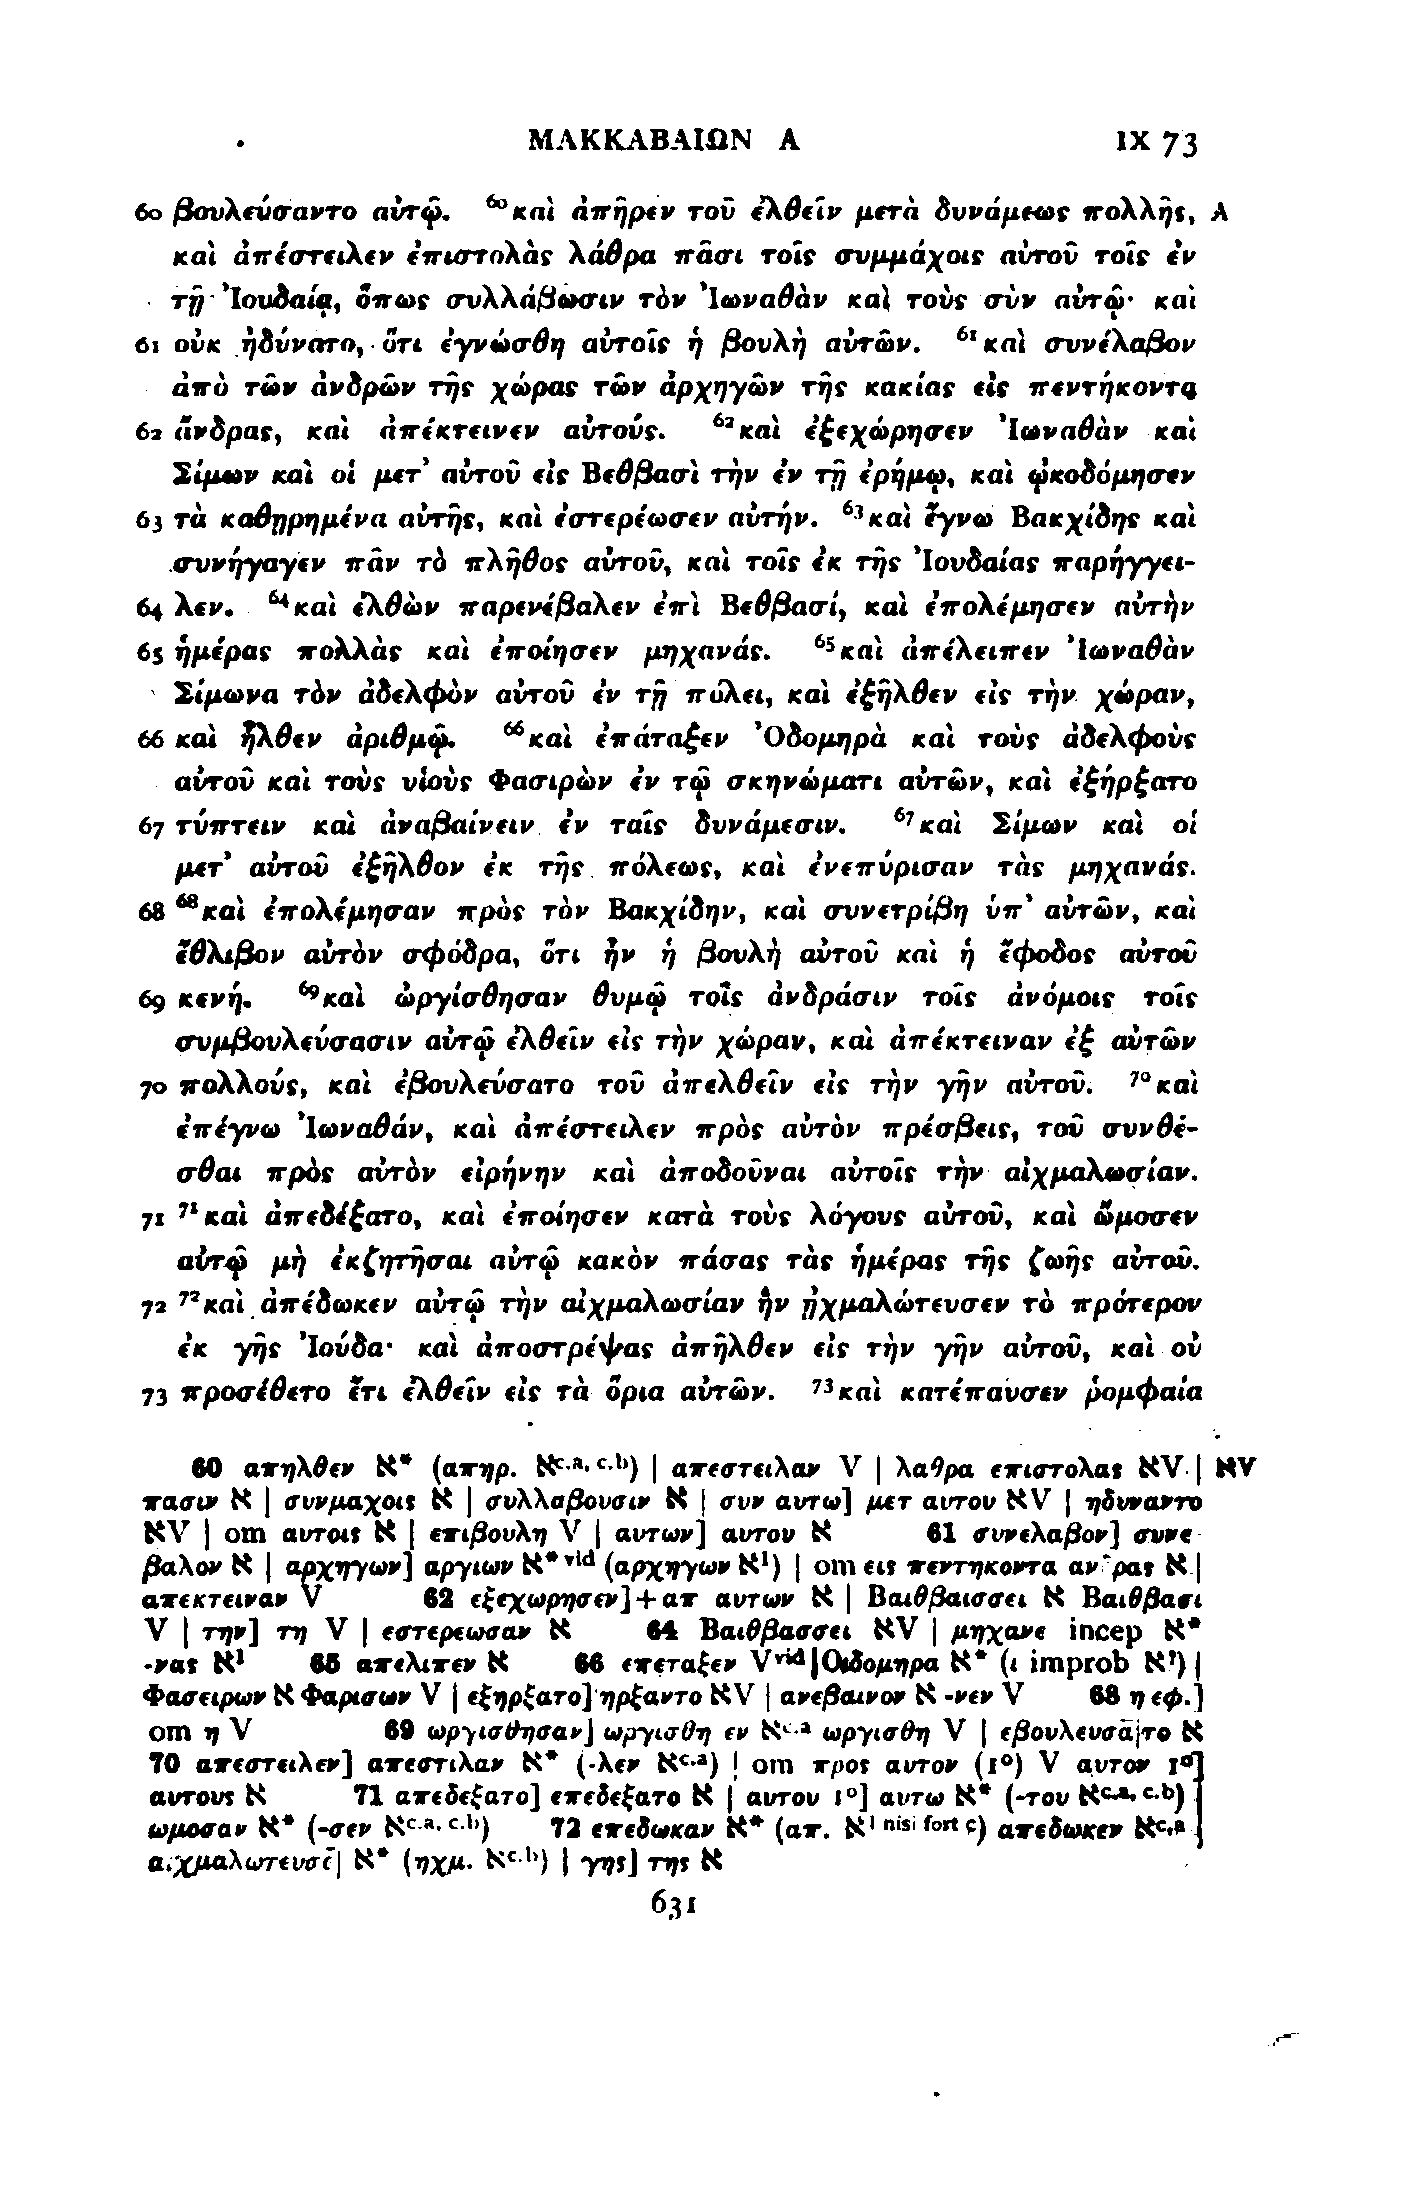 ΜΑΚΚΑΒΑΙΩΝ Α IX 73
60 βουλεύσαντο αὐτῷ. ⁶⁰καὶ ἀπῆρεν τοῦ ἐλθεῖν μετὰ δυνάμεως πολλῆς, A
καὶ ἀπέστειλεν ἐπιστολὰς λάθρα πᾶσι τοῖς συμμάχοις αὐτοῦ τοῖς ἐν
τῇ Ἰουδαίᾳ, ὅπως συλλάβωσιν τὸν Ἰωναθὰν καὶ τοὺς σὺν αὐτῷ· καὶ
61 οὐκ ἠδύνατο, ὅτι ἐγνώσθη αὐτοῖς ἡ βουλὴ αὐτῶν. ⁶¹καὶ συνέλαβον
ἀπὸ τῶν ἀνδρῶν τῆς χώρας τῶν ἀρχηγῶν τῆς κακίας εἰς πεντήκοντα
62 ἄνδρας, καὶ ἀπέκτεινεν αὐτούς. ⁶²καὶ ἐξεχώρησεν Ἰωναθὰν καὶ
Σίμων καὶ οἱ μετ’ αὐτοῦ εἰς Βεθβασὶ τὴν ἐν τῇ ἐρήμῳ, καὶ ᾠκοδόμησεν
63 τὰ καθῃρημένα αὐτῆς, καὶ ἐστερέωσεν αὐτήν. ⁶³καὶ ἔγνω Βακχίδης καὶ
συνήγαγεν πᾶν τὸ πλῆθος αὐτοῦ, καὶ τοῖς ἐκ τῆς Ἰουδαίας παρήγγει-
64 λεν. ⁶⁴καὶ ἐλθὼν παρενέβαλεν ἐπὶ Βεθβασί, καὶ ἐπολέμησεν αὐτὴν
65 ἡμέρας πολλὰς καὶ ἐποίησεν μηχανάς. ⁶⁵καὶ ἀπέλειπεν Ἰωναθὰν
Σίμωνα τὸν ἀδελφὸν αὐτοῦ ἐν τῇ πόλει, καὶ ἐξῆλθεν εἰς τὴν χώραν,
66 καὶ ἦλθεν ἀριθμῷ. ⁶⁶καὶ ἐπάταξεν Ὀδομηρὰ καὶ τοὺς ἀδελφοὺς
αὐτοῦ καὶ τοὺς υἱοὺς Φασιρὼν ἐν τῷ σκηνώματι αὐτῶν, καὶ ἐξήρξατο
67 τύπτειν καὶ ἀναβαίνειν ἐν ταῖς δυνάμεσιν. ⁶⁷καὶ Σίμων καὶ οἱ
μετ’ αὐτοῦ ἐξῆλθον ἐκ τῆς πόλεως, καὶ ἐνεπύρισαν τὰς μηχανάς.
68 ⁶⁸καὶ ἐπολέμησαν πρὸς τὸν Βακχίδην, καὶ συνετρίβη ὑπ’ αὐτῶν, καὶ
ἔθλιβον αὐτὸν σφόδρα, ὅτι ἦν ἡ βουλὴ αὐτοῦ καὶ ἡ ἔφοδος αὐτοῦ
69 κενή. ⁶⁹καὶ ὠργίσθησαν θυμῷ τοῖς ἀνδράσιν τοῖς ἀνόμοις τοῖς
συμβουλεύσασιν αὐτῷ ἐλθεῖν εἰς τὴν χώραν, καὶ ἀπέκτειναν ἐξ αὐτῶν
70 πολλούς, καὶ ἐβουλεύσατο τοῦ ἀπελθεῖν εἰς τὴν γῆν αὐτοῦ. ⁷⁰καὶ
ἐπέγνω Ἰωναθάν, καὶ ἀπέστειλεν πρὸς αὐτὸν πρέσβεις, τοῦ συνθέ-
σθαι πρὸς αὐτὸν εἰρήνην καὶ ἀποδοῦναι αὐτοῖς τὴν αἰχμαλωσίαν.
71 ⁷¹καὶ ἀπεδέξατο, καὶ ἐποίησεν κατὰ τοὺς λόγους αὐτοῦ, καὶ ὤμοσεν
αὐτῷ μὴ ἐκζητῆσαι αὐτῷ κακὸν πάσας τὰς ἡμέρας τῆς ζωῆς αὐτοῦ.
72 ⁷²καὶ ἀπέδωκεν αὐτῷ τὴν αἰχμαλωσίαν ἣν ᾐχμαλώτευσεν τὸ πρότερον
ἐκ γῆς Ἰούδα· καὶ ἀποστρέψας ἀπῆλθεν εἰς τὴν γῆν αὐτοῦ, καὶ οὐ
73 προσέθετο ἔτι ἐλθεῖν εἰς τὰ ὅρια αὐτῶν. ⁷³καὶ κατέπαυσεν ῥομφαία
60 απηλθεν א* (απηρ. א^c.a, c.b) | απεστειλαν V | λαθρα επιστολας אV | אV
πασιν א | συνμαχοις א | συλλαβουσιν א | συν αυτω] μετ αυτου אV | ηδυναντο
אV | om αυτοις א | επιβουλη V | αυτων] αυτου א 61 συνελαβον] συνε
βαλον א | αρχηγων] αργιων א* vid (αρχηγων א¹) | om εις πεντηκοντα ανδρας א |
απεκτειναν V 62 εξεχωρησεν]+απ αυτων א | Βαιθβαισσει א Βαιθβασι
V | την] τη V | εστερεωσαν א 64 Βαιθβασσει אV | μηχανε incep א*
-νας א¹ 65 απελιπεν א 66 επεταξεν V vid | Οιδομηρα א* (ι improb א¹) |
Φασειρων א Φαρισων V | εξηρξατο] ηρξαντο אV | ανεβαινον א -νεν V 68 η εφ.]
om η V 69 ωργισθησαν] ωργισθη εν א^c.a ωργισθη V | εβουλευσα|το א
70 απεστειλεν] απεστιλαν א* (-λεν א^c.a) | om προς αυτον (1°) V αυτον 1°]
αυτους א 71 απεδεξατο] επεδεξατο א | αυτου 1°] αυτω א* (-του א^c.a, c.b) |
ωμοσαν א* (-σεν א^c.a, c.b) 72 επεδωκαν א* (απ. א¹ nisi fort c) απεδωκεν א^c.a |
αιχμαλωτευσε| א* (ηχμ. א^c.b) | γης] της א
631